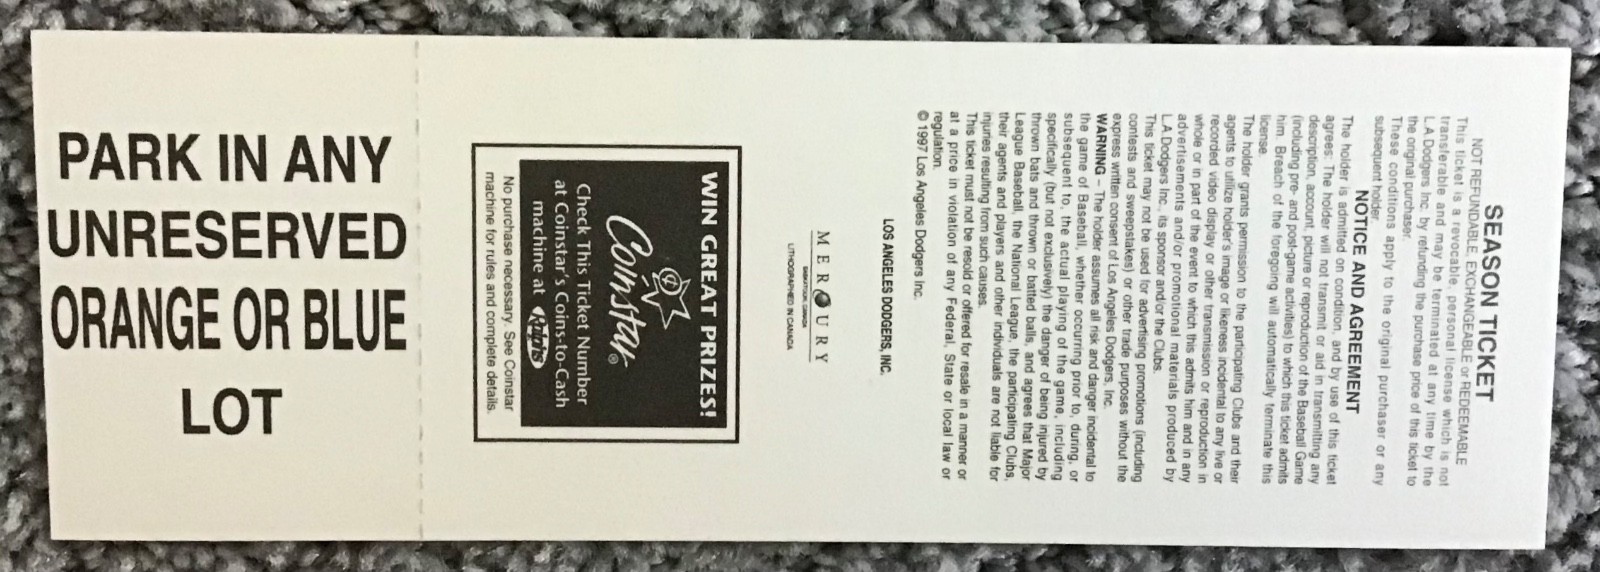 PARK IN ANY
UNRESERVED
ORANGE OR BLUE
LOT
SEASON TICKET
NOT REFUNDABLE, EXCHANGEABLE or REDEEMABLE
This ticket is a revocable, personal license which is not
transferable and may be terminated at any time by the
L.A Dodgers Inc. by refunding the purchase price of this ticket to
the original purchaser.
These conditions apply to the original purchaser or any
subsequent holder.
NOTICE AND AGREEMENT
The holder is admitted on condition, and by use of this ticket
agrees: The holder will not transmit or aid in transmitting any
description, account, picture or reproduction of the Baseball Game
(including pre- and post-game activities) to which this ticket admits
him. Breach of the foregoing will automatically terminate this
license.
The holder grants permission to the participating Clubs and their
agents to utilize holder's image or likeness incidental to any live or
recorded video display or other transmission or reproduction in
whole or in part of the event to which this admits him and in any
advertisements and/or promotional materials produced by
L.A.Dodgers Inc., its sponsor and/or the Clubs.
This ticket may not be used for advertising promotions (including
contests and sweepstakes) or other trade purposes without the
express written consent of Los Angeles Dodgers, Inc.
WARNING – The holder assumes all risk and danger incidental to
the game of Baseball, whether occurring prior to, during, or
subsequent to, the actual playing of the game, including
specifically (but not exclusively) the danger of being injured by
thrown bats and thrown or batted balls, and agrees that Major
League Baseball, the National League, the participating Clubs,
their agents and players and other individuals are not liable for
injuries resulting from such causes.
This ticket must not be resold or offered for resale in a manner or
at a price in violation of any Federal, State or local law or
regulation.
© 1997 Los Angeles Dodgers Inc.
LOS ANGELES DODGERS, INC.
MERCURY
SASKATOON, CANADA
LITHOGRAPHED IN CANADA
WIN GREAT PRIZES!
¢
Coinstar®
Check This Ticket Number
at Coinstar's Coins-to-Cash
machine at Ralphs
No purchase necessary. See Coinstar
machine for rules and complete details.